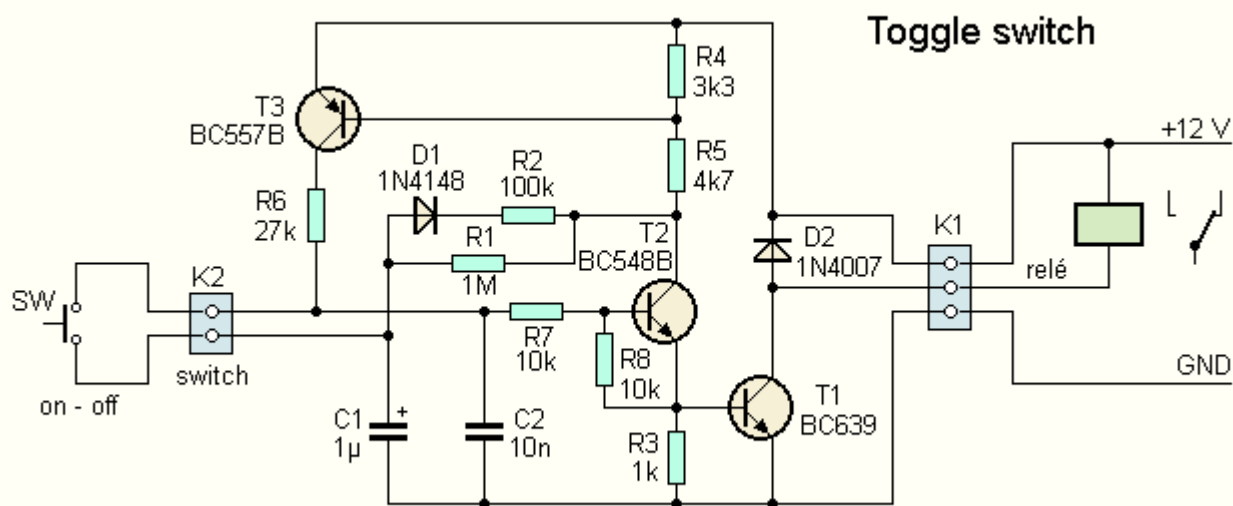 Toggle switch
R4
3k3
T3
BC557B
+12 V
D1
1N4148
R2
100k
R5
4k7
R6
27k
T2
BC548B
K1
D2
1N4007
relé
R1
1M
K2
SW
R7
10k
R8
10k
switch
GND
on - off
T1
BC639
C1
1µ
+
C2
10n
R3
1k